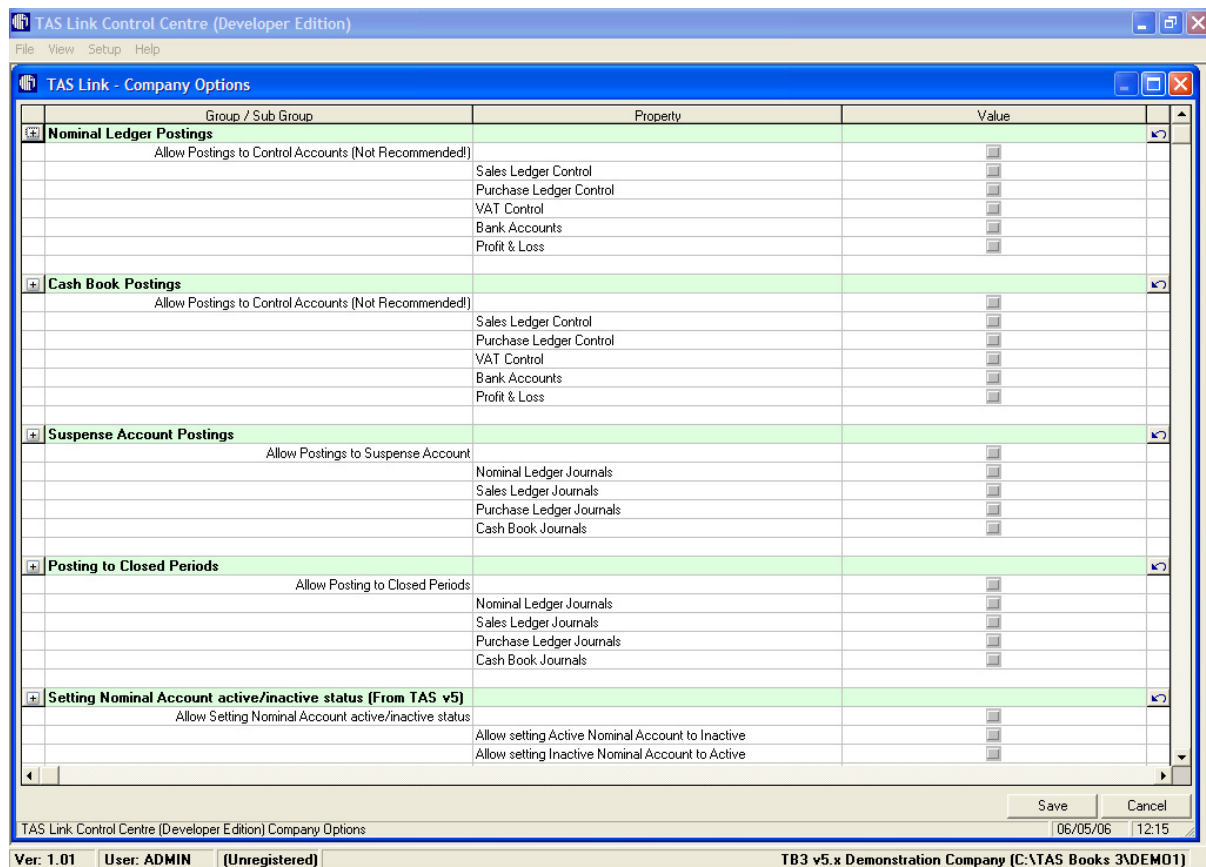 TAS Link Control Centre (Developer Edition)
File View Setup Help
TAS Link - Company Options
Group / Sub Group Property Value
Nominal Ledger Postings
Allow Postings to Control Accounts (Not Recommended!)
Sales Ledger Control
Purchase Ledger Control
VAT Control
Bank Accounts
Profit & Loss
Cash Book Postings
Allow Postings to Control Accounts (Not Recommended!)
Sales Ledger Control
Purchase Ledger Control
VAT Control
Bank Accounts
Profit & Loss
Suspense Account Postings
Allow Postings to Suspense Account
Nominal Ledger Journals
Sales Ledger Journals
Purchase Ledger Journals
Cash Book Journals
Posting to Closed Periods
Allow Posting to Closed Periods
Nominal Ledger Journals
Sales Ledger Journals
Purchase Ledger Journals
Cash Book Journals
Setting Nominal Account active/inactive status (From TAS v5)
Allow Setting Nominal Account active/inactive status
Allow setting Active Nominal Account to Inactive
Allow setting Inactive Nominal Account to Active
Save Cancel
TAS Link Control Centre (Developer Edition) Company Options 06/05/06 12:15
Ver: 1.01 User: ADMIN (Unregistered) TB3 v5.x Demonstration Company (C:\TAS Books 3\DEMO1)